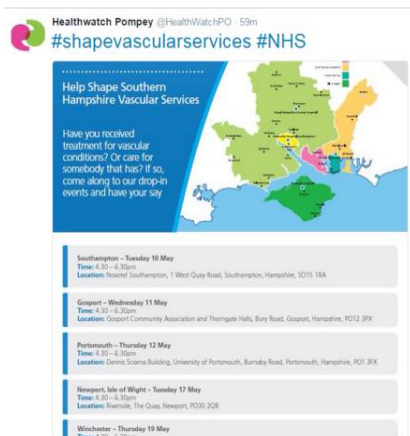 Healthwatch Pompey @HealthWatchPO · 59m
#shapevascularservices #NHS
Help Shape Southern
Hampshire Vascular Services
Have you received
treatment for vascular
conditions? Or care for
somebody that has? If so,
come along to our drop-in
events and have your say
Southampton – Tuesday 10 May
Time: 4.30 – 6.30pm
Location: Novotel Southampton, 1 West Quay Road, Southampton, Hampshire, SO15 1RA
Gosport – Wednesday 11 May
Time: 4.30 – 6.30pm
Location: Gosport Community Association and Thorngate Halls, Bury Road, Gosport, Hampshire, PO12 3PX
Portsmouth – Thursday 12 May
Time: 4.30 – 6.30pm
Location: Dennis Sciama Building, University of Portsmouth, Burnaby Road, Portsmouth, Hampshire, PO1 3FX
Newport, Isle of Wight – Tuesday 17 May
Time: 4.30 – 6.30pm
Location: Riverside, The Quay, Newport, PO30 2QR
Winchester – Thursday 19 May
Time: 4.30 – 6.30pm